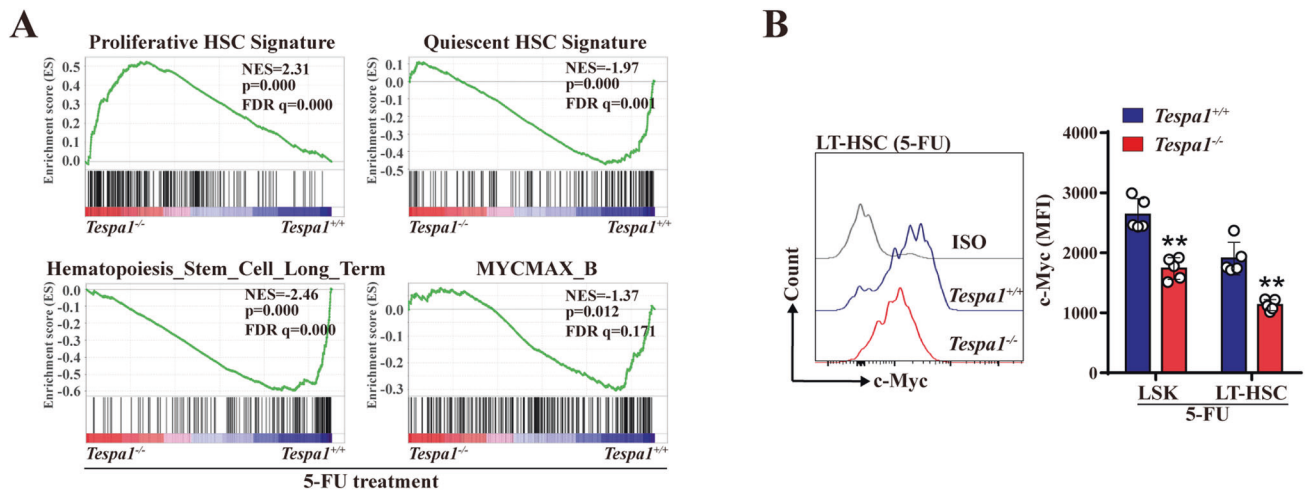 A
Proliferative HSC Signature
Enrichment score (ES)
0.5
0.4
0.3
0.2
0.1
0.0
NES=2.31
p=0.000
FDR q=0.000
Tespa1-/-
Tespa1+/+
Quiescent HSC Signature
Enrichment score (ES)
0.1
0.0
-0.1
-0.2
-0.3
-0.4
-0.5
NES=-1.97
p=0.000
FDR q=0.001
Tespa1-/-
Tespa1+/+
Hematopoiesis_Stem_Cell_Long_Term
Enrichment score (ES)
0.0
-0.1
-0.2
-0.3
-0.4
-0.5
-0.6
NES=-2.46
p=0.000
FDR q=0.000
Tespa1-/-
Tespa1+/+
MYCMAX_B
Enrichment score (ES)
0.1
0.0
-0.1
-0.2
-0.3
NES=-1.37
p=0.012
FDR q=0.171
Tespa1-/-
Tespa1+/+
5-FU treatment
B
LT-HSC (5-FU)
ISO
Tespa1+/+
Tespa1-/-
Count
c-Myc
Tespa1+/+
Tespa1-/-
c-Myc (MFI)
4000
3000
2000
1000
0
**
**
LSK LT-HSC
5-FU